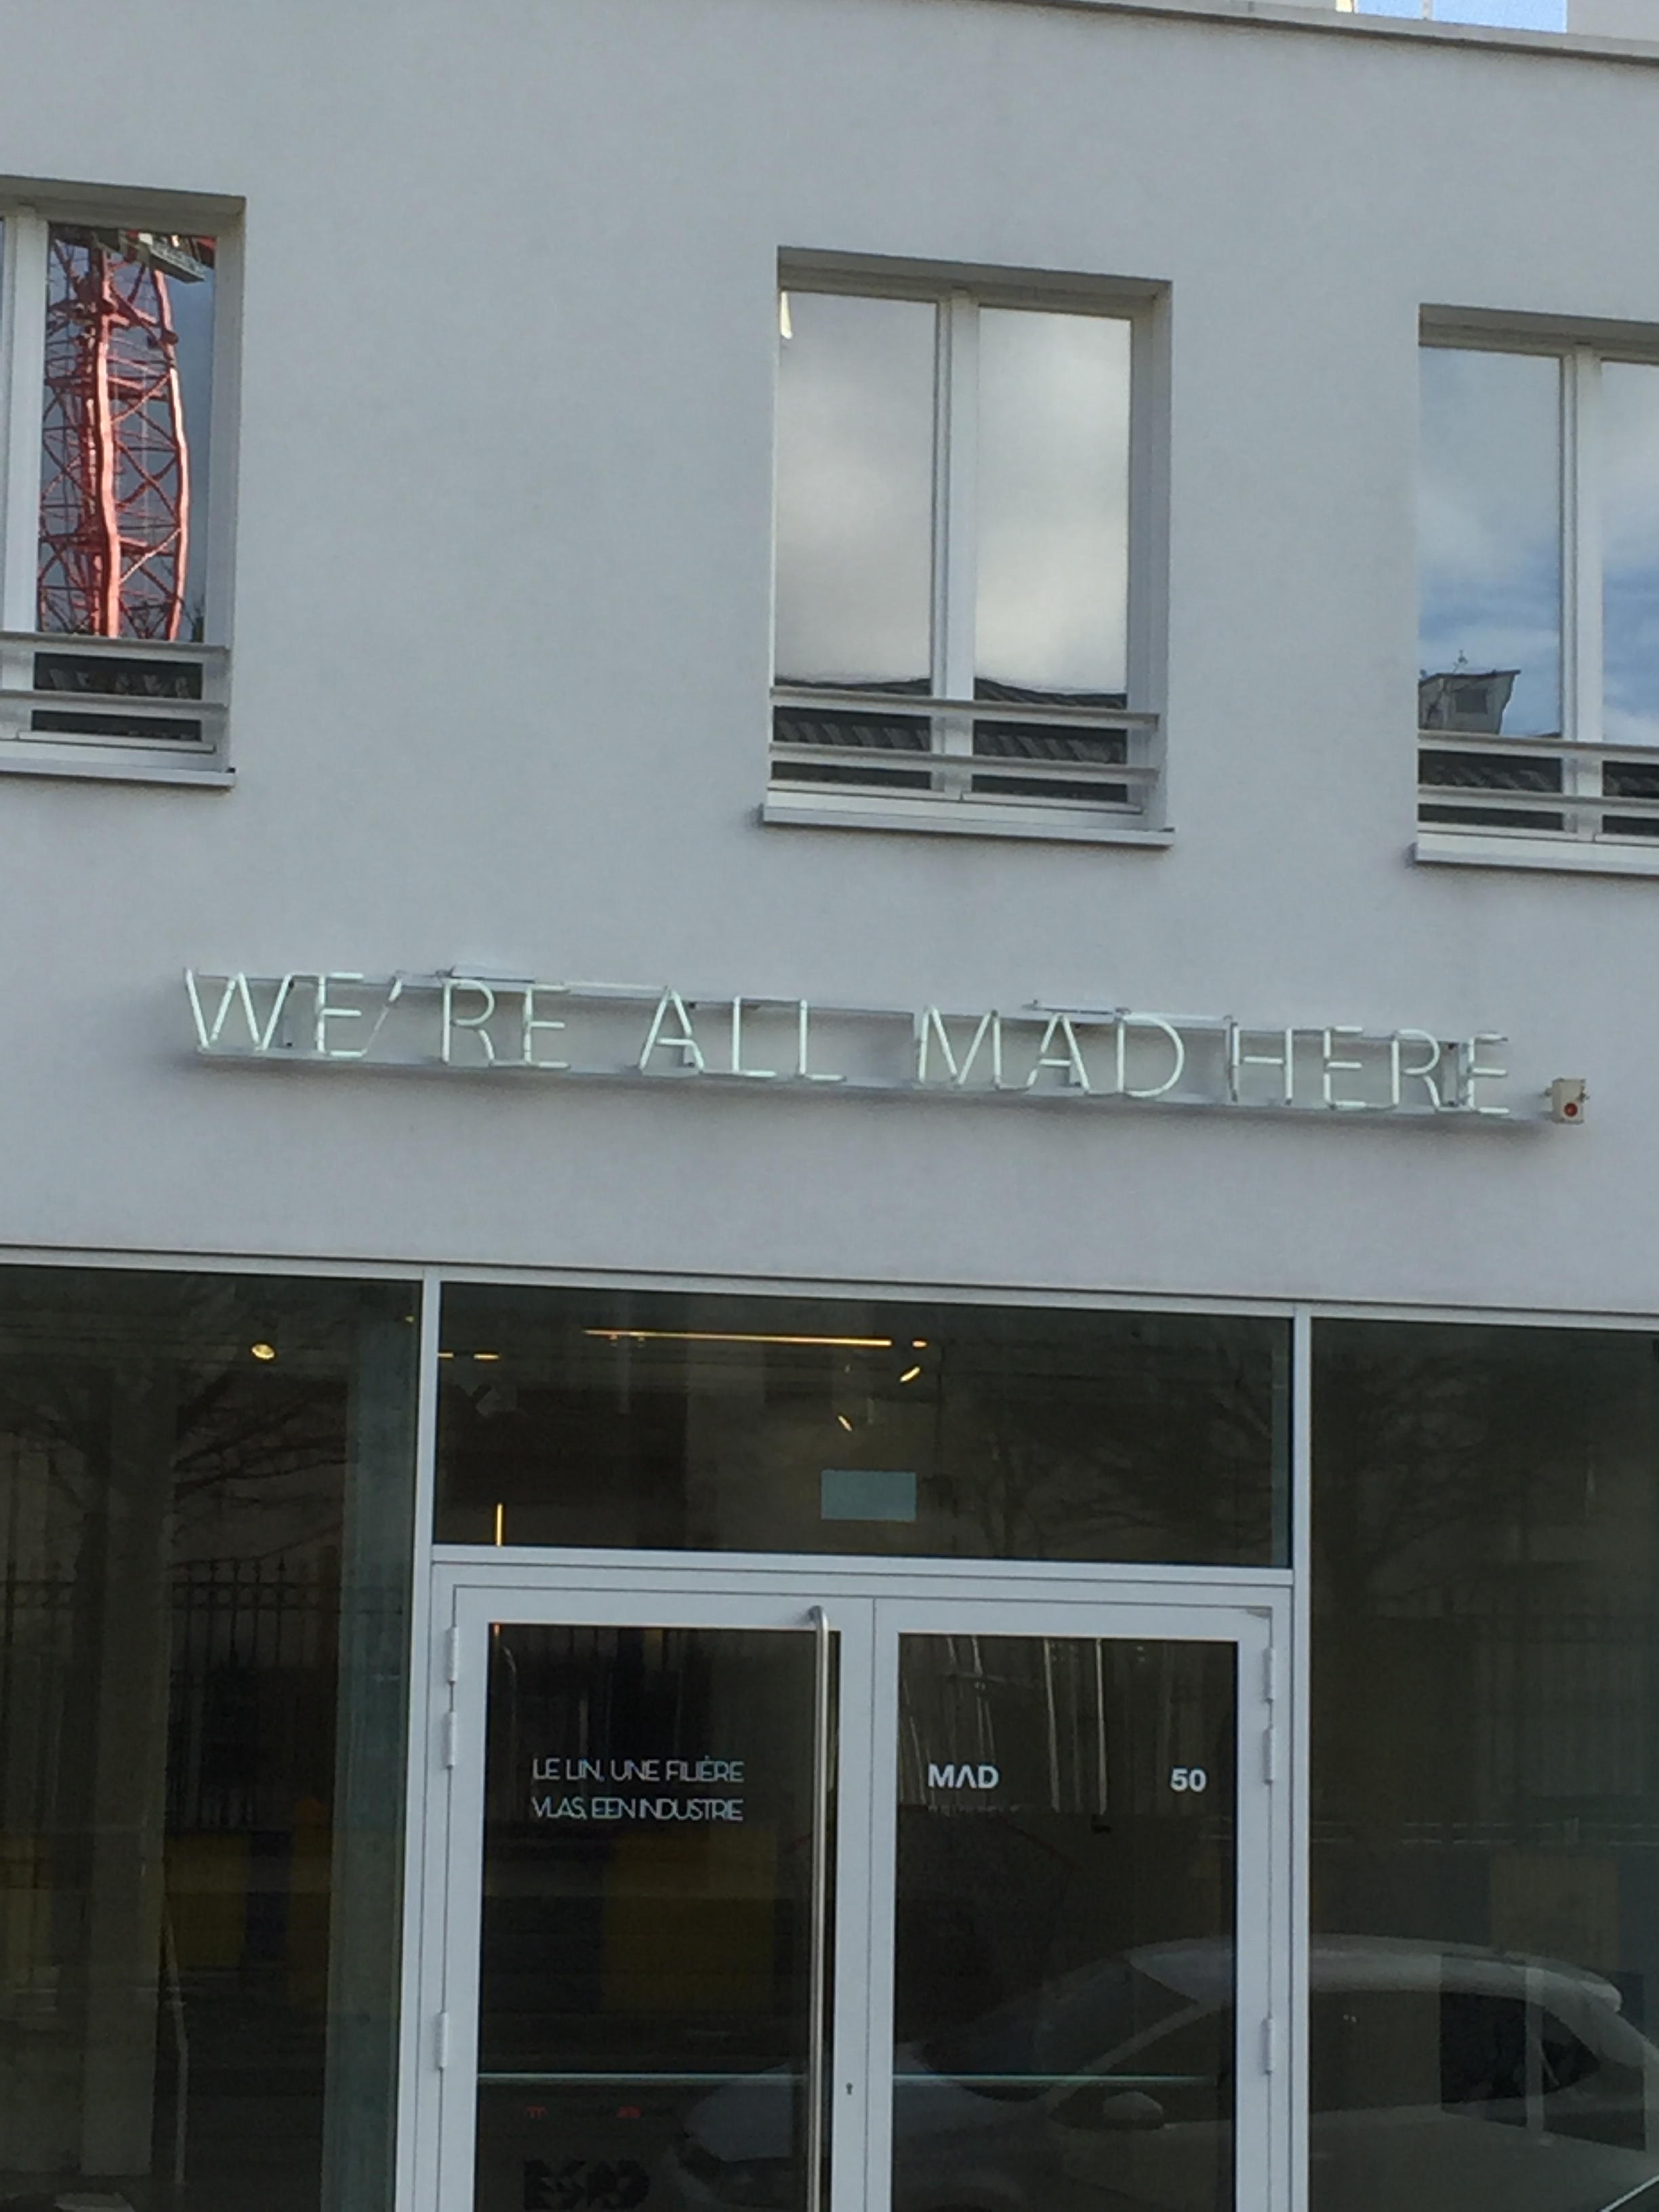 WE'RE ALL MAD HERE
LE LIN, UNE FILIÈRE
VLAS, EEN INDUSTRIE
MAD
50